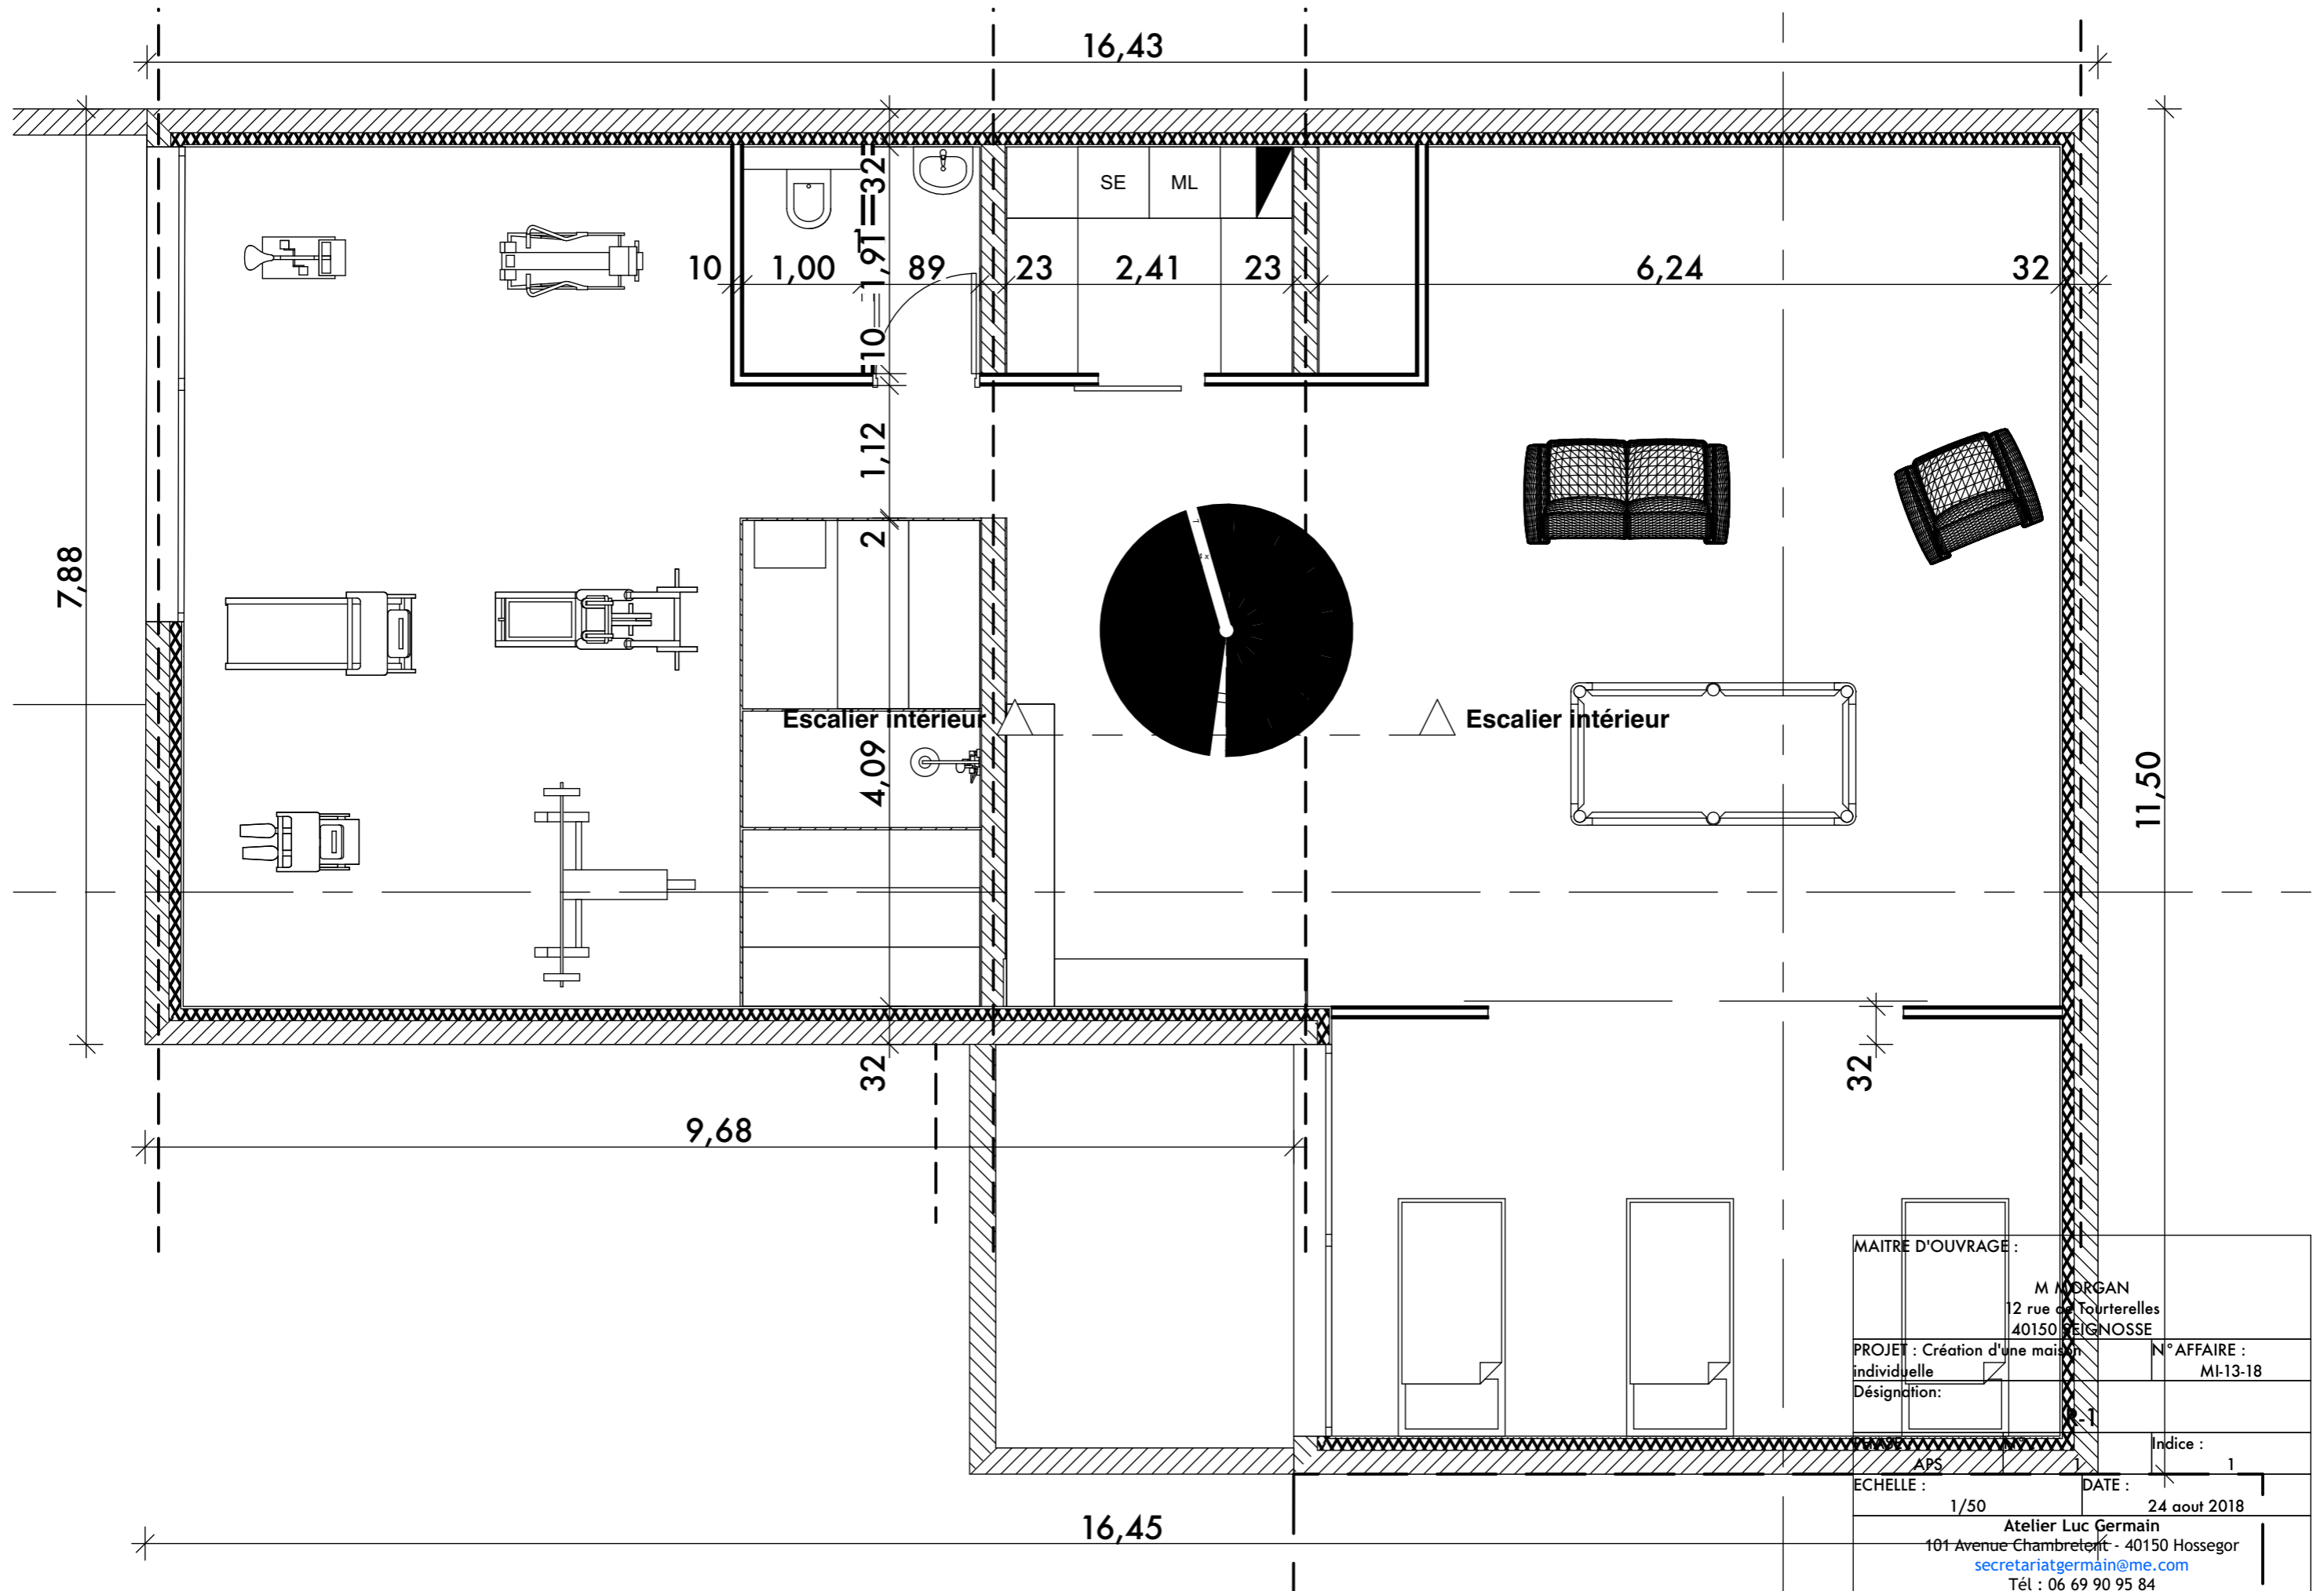 16,43
SE
ML
32
1,91
10
1,00
89
23
2,41
23
6,24
32
10
1,12
2
7,88
Escalier intérieur
Escalier intérieur
4,09
11,50
32
32
9,68
MAITRE D'OUVRAGE :
M MORGAN
12 rue de Tourterelles
40150 SEIGNOSSE
PROJET : Création d'une maison
individuelle
N°AFFAIRE :
MI-13-18
Désignation:
R-1
PHASE :
N° :
Indice :
APS
1
1
ECHELLE :
DATE :
1/50
24 aout 2018
16,45
Atelier Luc Germain
101 Avenue Chambrelent - 40150 Hossegor
secretariatgermain@me.com
Tél : 06 69 90 95 84